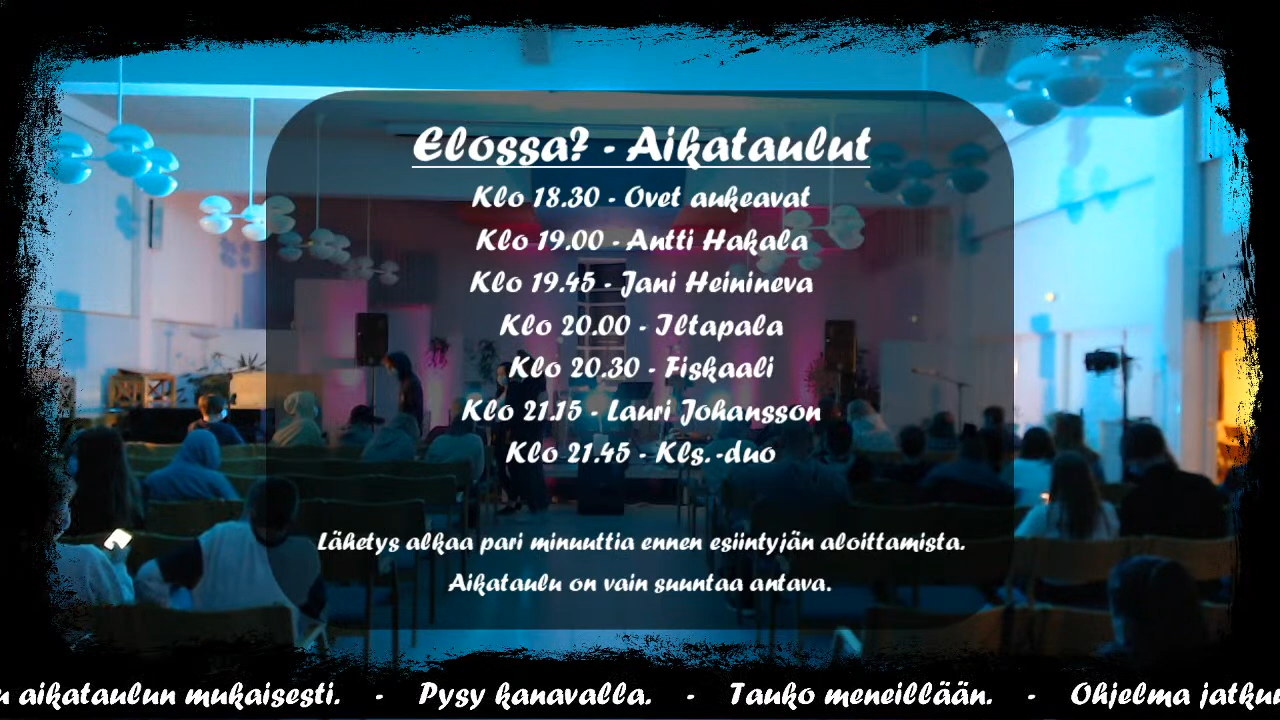 Elossa? - Aikataulut
Klo 18.30 - Ovet aukeavat
Klo 19.00 - Antti Hakala
Klo 19.45 - Jani Heinineva
Klo 20.00 - Iltapala
Klo 20.30 - Fiskaali
Klo 21.15 - Lauri Johansson
Klo 21.45 - Kls.-duo
Lähetys alkaa pari minuuttia ennen esiintyjän aloittamista.
Aikataulu on vain suuntaa antava.
aikataulun mukaisesti. - Pysy kanavalla. - Tauko meneillään. - Ohjelma